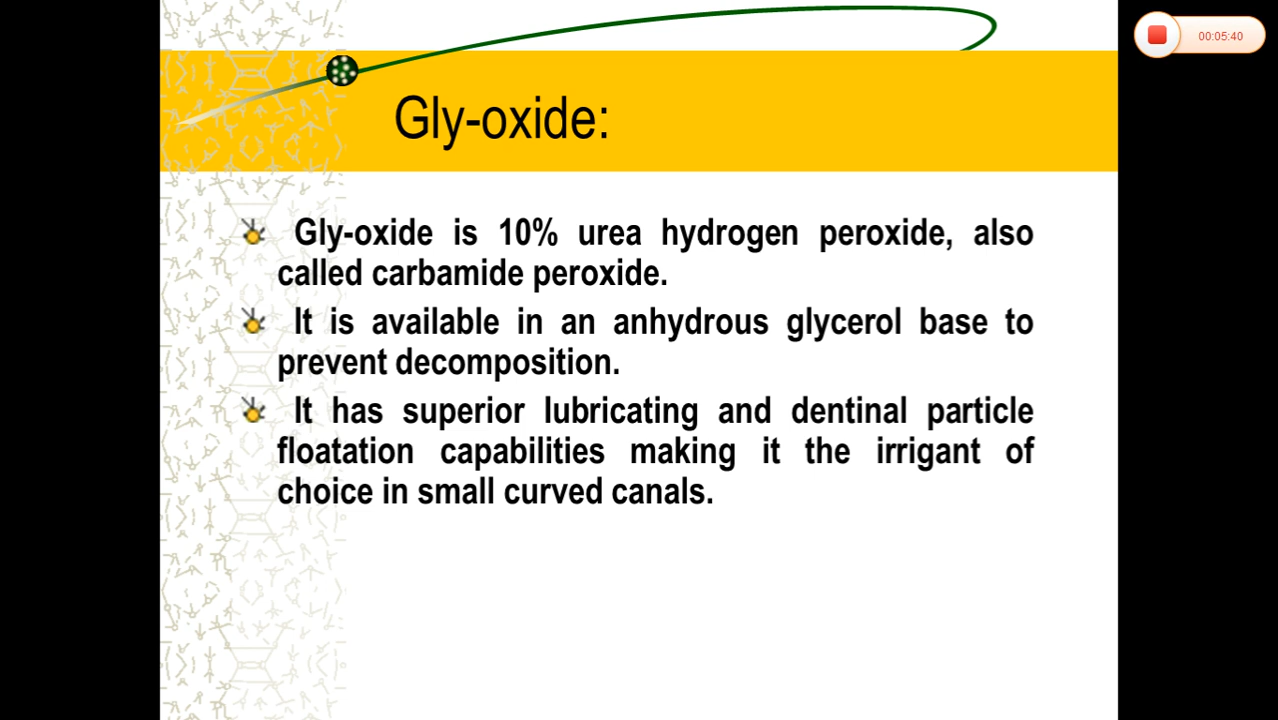 00:05:40
Gly-oxide:
Gly-oxide is 10% urea hydrogen peroxide, also
called carbamide peroxide.
It is available in an anhydrous glycerol base to
prevent decomposition.
It has superior lubricating and dentinal particle
floatation capabilities making it the irrigant of
choice in small curved canals.